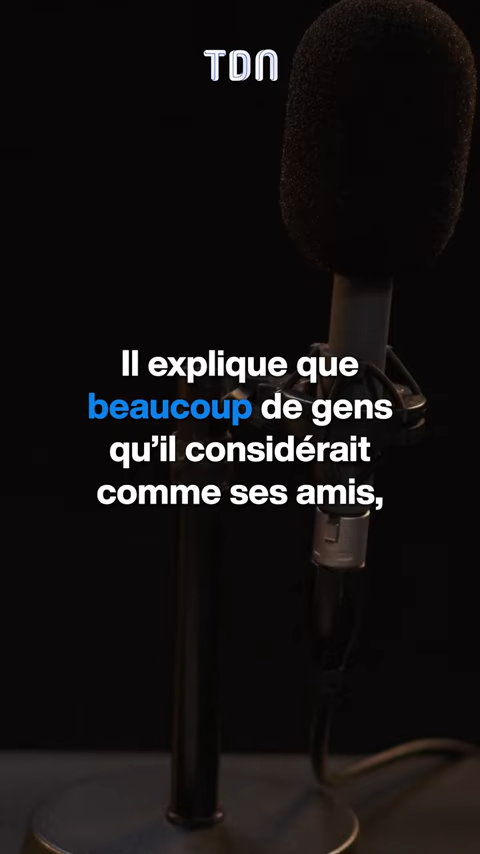 TDN
Il explique que
beaucoup de gens
qu’il considérait
comme ses amis,